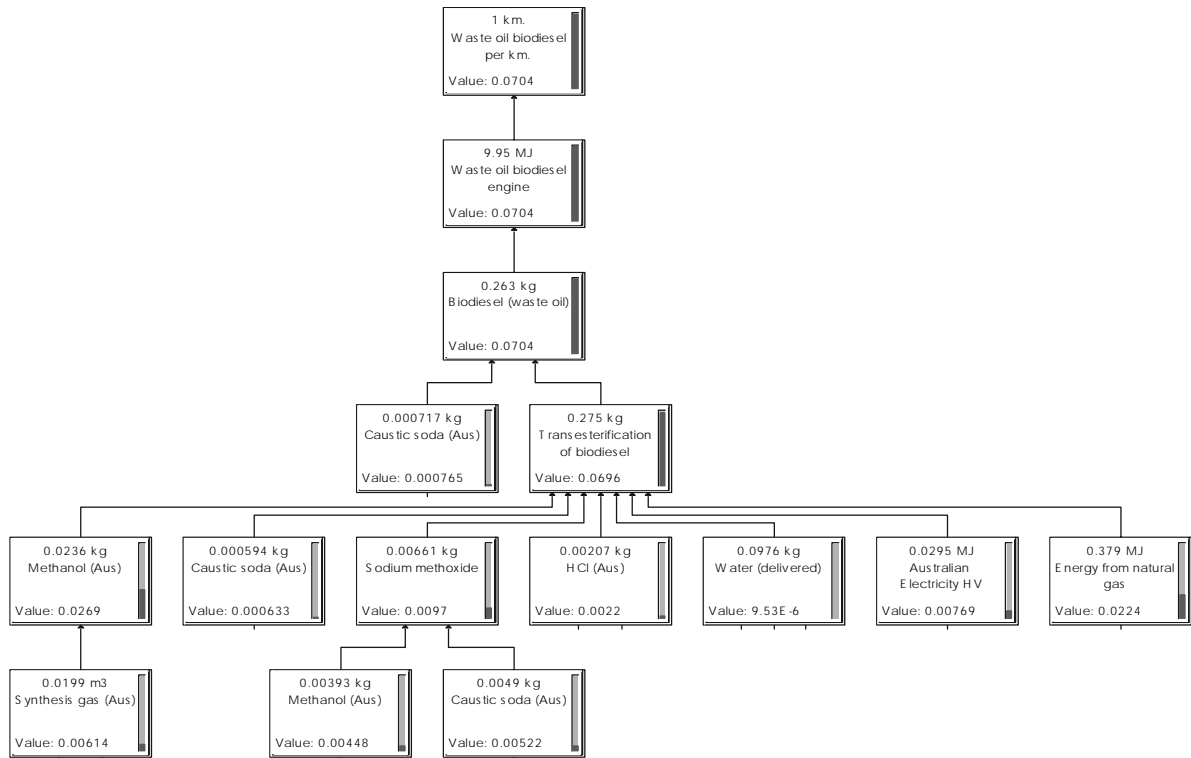 1 km.
Waste oil biodiesel
per km.
Value: 0.0704
9.95 MJ
Waste oil biodiesel
engine
Value: 0.0704
0.263 kg
Biodiesel (waste oil)
Value: 0.0704
0.000717 kg
Caustic soda (Aus)
Value: 0.000765
0.275 kg
Transesterification
of biodiesel
Value: 0.0696
0.0236 kg
Methanol (Aus)
Value: 0.0269
0.000594 kg
Caustic soda (Aus)
Value: 0.000633
0.00661 kg
Sodium methoxide
Value: 0.0097
0.00207 kg
HCl (Aus)
Value: 0.0022
0.0976 kg
Water (delivered)
Value: 9.53E-6
0.0295 MJ
Australian
Electricity HV
Value: 0.00769
0.379 MJ
Energy from natural
gas
Value: 0.0224
0.0199 m3
Synthesis gas (Aus)
Value: 0.00614
0.00393 kg
Methanol (Aus)
Value: 0.00448
0.0049 kg
Caustic soda (Aus)
Value: 0.00522